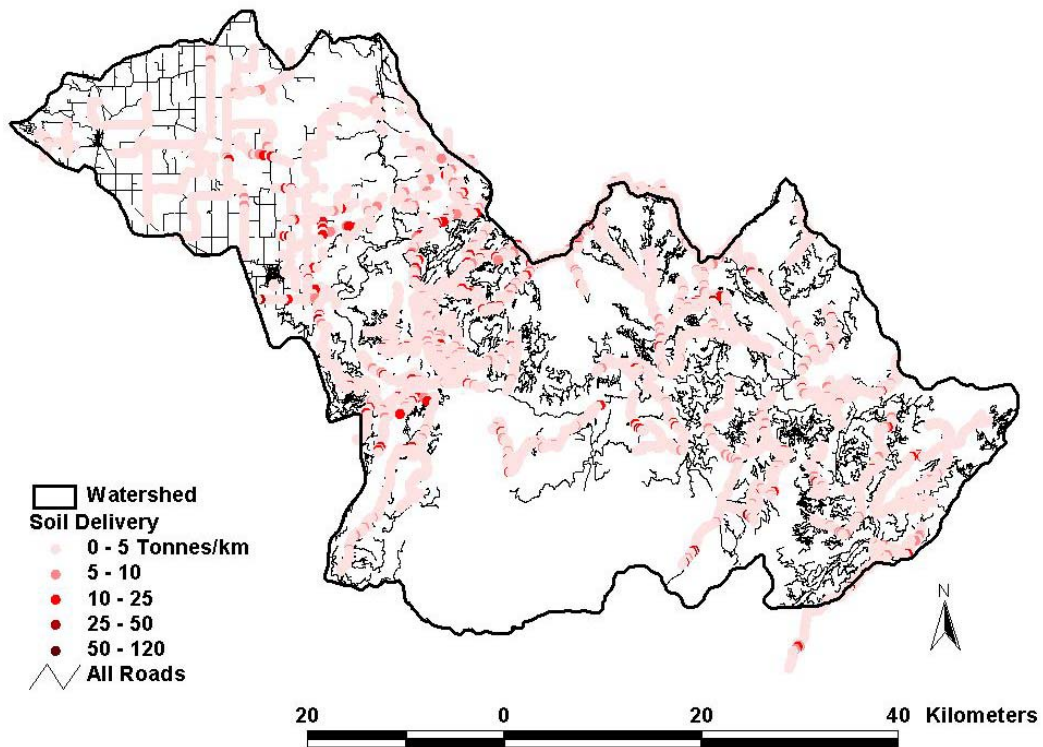 Watershed
Soil Delivery
0 - 5 Tonnes/km
5 - 10
10 - 25
25 - 50
50 - 120
All Roads
N
20 0 20 40 Kilometers